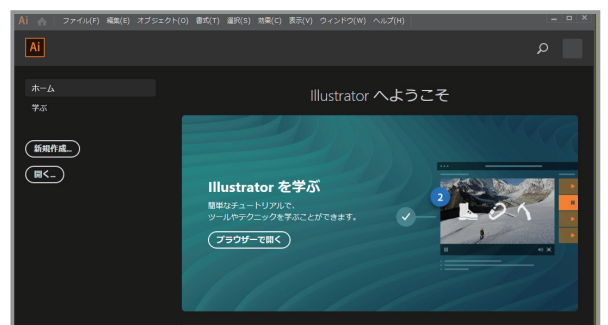 Ai ファイル(F) 編集(E) オブジェクト(O) 書式(T) 選択(S) 効果(C) 表示(V) ウィンドウ(W) ヘルプ(H)
Ai
ホーム
学ぶ
新規作成...
開く...
Illustrator へようこそ
Illustrator を学ぶ
簡単なチュートリアルで、
ツールやテクニックを学ぶことができます。
ブラウザーで開く
2